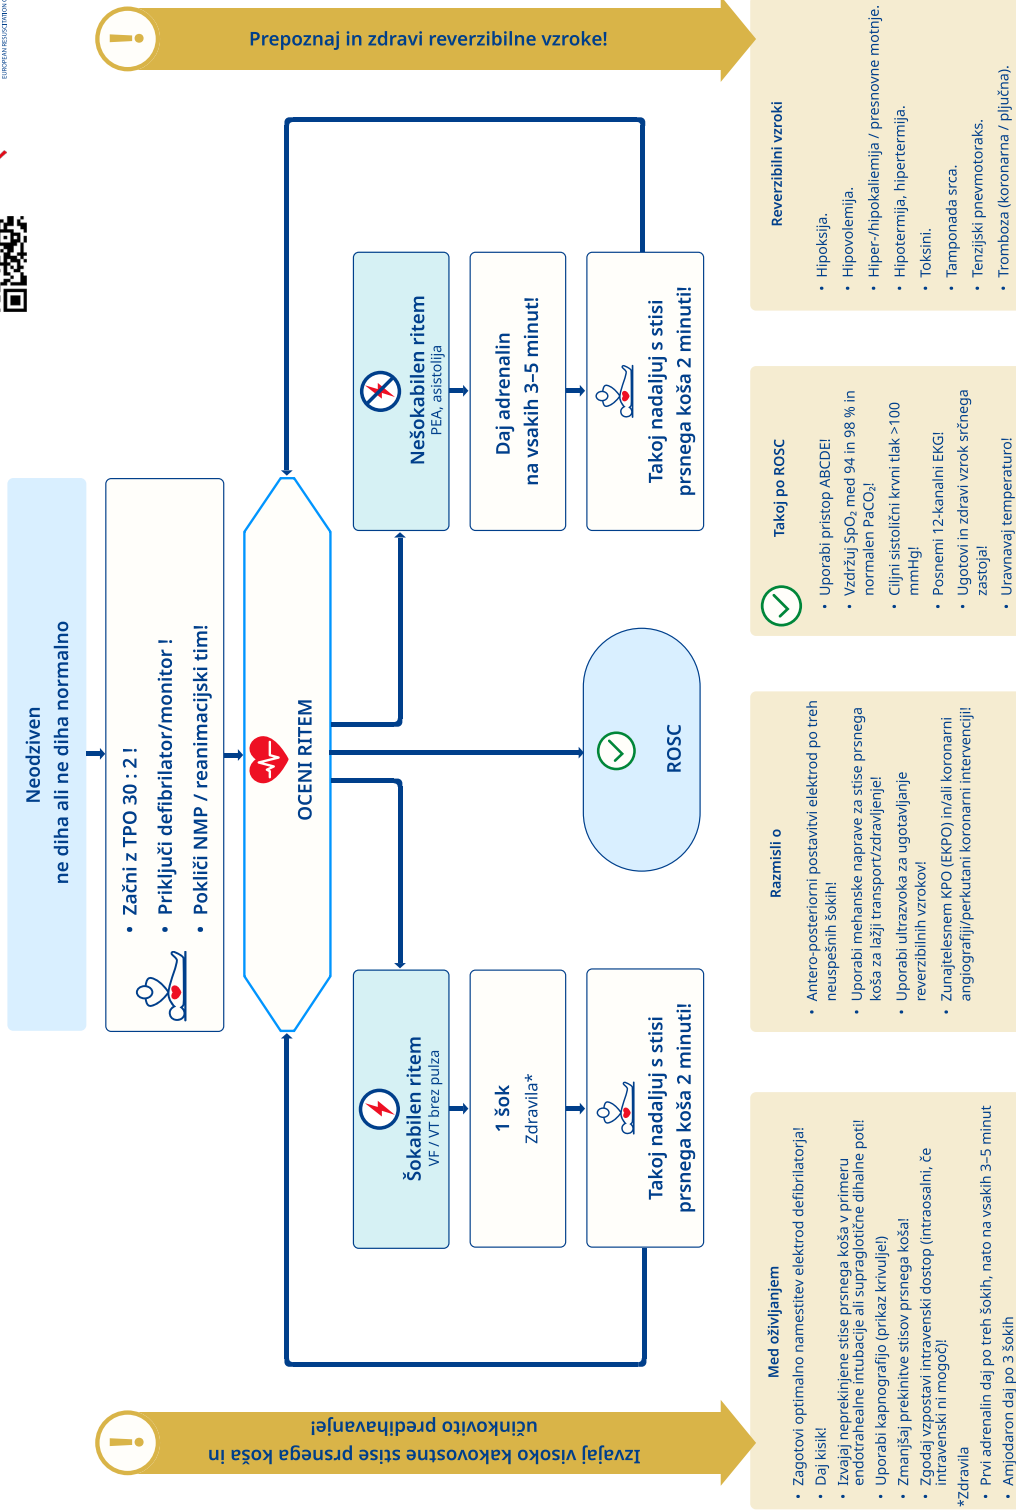 EUROPEAN RESUSCITATION
Neodziven
ne diha ali ne diha normalno
• Začni z TPO 30 : 2 !
• Priključi defibrilator/monitor !
• Pokliči NMP / reanimacijski tim!
OCENI RITEM
Izvajaj visoko kakovostne stise prsnega koša in
učinkovito predihavanje!
Prepoznaj in zdravi reverzibilne vzroke!
Šokabilen ritem
VF / VT brez pulza
1 šok
Zdravila*
Takoj nadaljuj s stisi
prsnega koša 2 minuti!
ROSC
Nešokabilen ritem
PEA, asistolija
Daj adrenalin
na vsakih 3–5 minut!
Takoj nadaljuj s stisi
prsnega koša 2 minuti!
Med oživljanjem
• Zagotovi optimalno namestitev elektrod defibrilatorja!
• Daj kisik!
• Izvajaj neprekinjene stise prsnega koša v primeru
endotrahealne intubacije ali supraglotične dihalne poti!
• Uporabi kapnografijo (prikaz krivulje!)
• Zmanjšaj prekinitve stisov prsnega koša!
• Zgodaj vzpostavi intravenski dostop (intraosalni, če
intravenski ni mogoč)!
*Zdravila
• Prvi adrenalin daj po treh šokih, nato na vsakih 3–5 minut
• Amjodaron daj po 3 šokih
Razmisli o
• Antero-posteriorni postavitvi elektrod po treh
neuspešnih šokih!
• Uporabi mehanske naprave za stise prsnega
koša za lažji transport/zdravljenje!
• Uporabi ultrazvoka za ugotavljanje
reverzibilnih vzrokov!
• Zunajtelesnem KPO (EKPO) in/ali koronarni
angiografiji/perkutani koronarni intervenciji!
Takoj po ROSC
• Uporabi pristop ABCDE!
• Vzdržuj SpO₂ med 94 in 98 % in
normalen PaCO₂!
• Ciljni sistolični krvni tlak >100
mmHg!
• Posnemi 12-kanalni EKG!
• Ugotovi in zdravi vzrok srčnega
zastoja!
• Uravnavaj temperaturo!
Reverzibilni vzroki
• Hipoksija.
• Hipovolemija.
• Hiper-/hipokaliemija / presnovne motnje.
• Hipotermija, hipertermija.
• Toksini.
• Tamponada srca.
• Tenzijski pnevmotoraks.
• Tromboza (koronarna / pljučna).